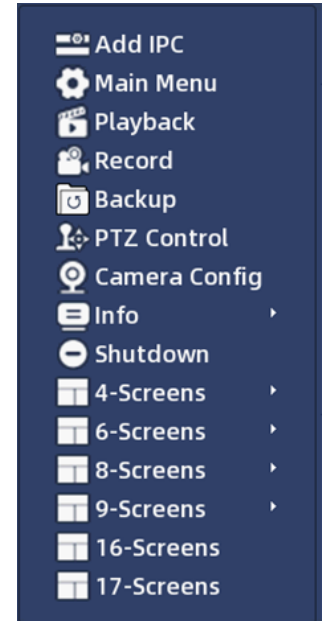 Add IPC
Main Menu
Playback
Record
Backup
PTZ Control
Camera Config
Info
Shutdown
4-Screens
6-Screens
8-Screens
9-Screens
16-Screens
17-Screens